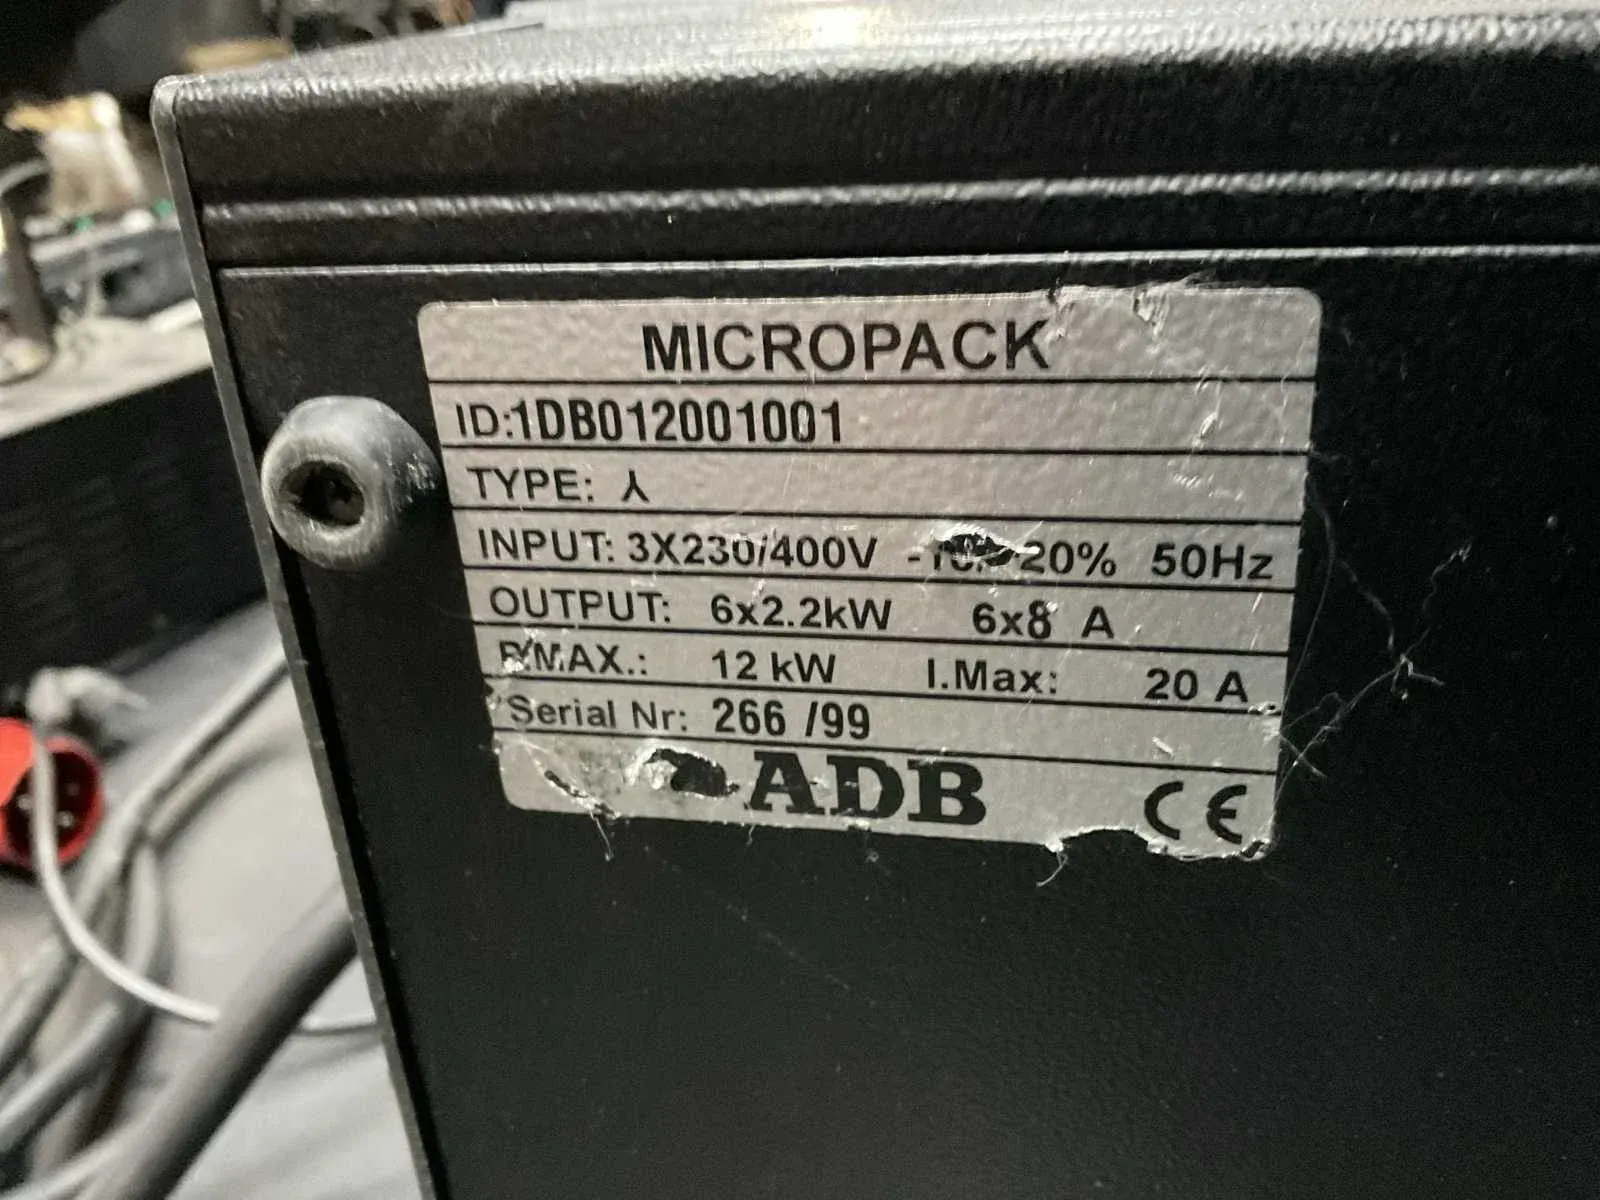 MICROPACK
ID:1DB012001001
TYPE: ⅄
INPUT: 3X230/400V 20% 50Hz
OUTPUT: 6x2.2kW 6x8 A
P/MAX.: 12 kW I.Max: 20 A
Serial Nr: 266 /99
ADB CE